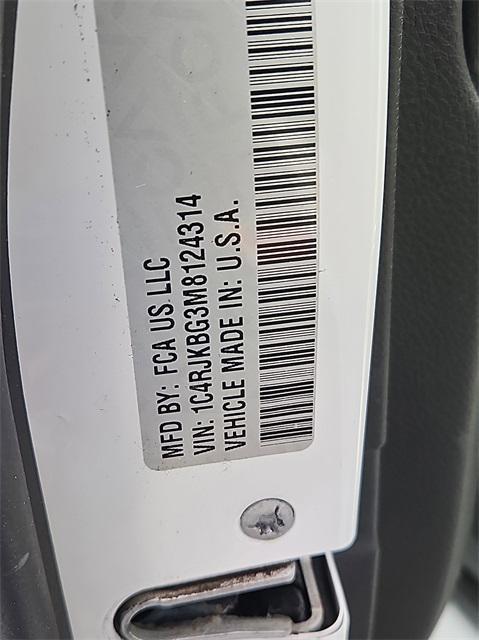 MFD BY: FCA US LLC
VIN: 1C4RJKBG3M8124314
VEHICLE MADE IN: U.S.A.